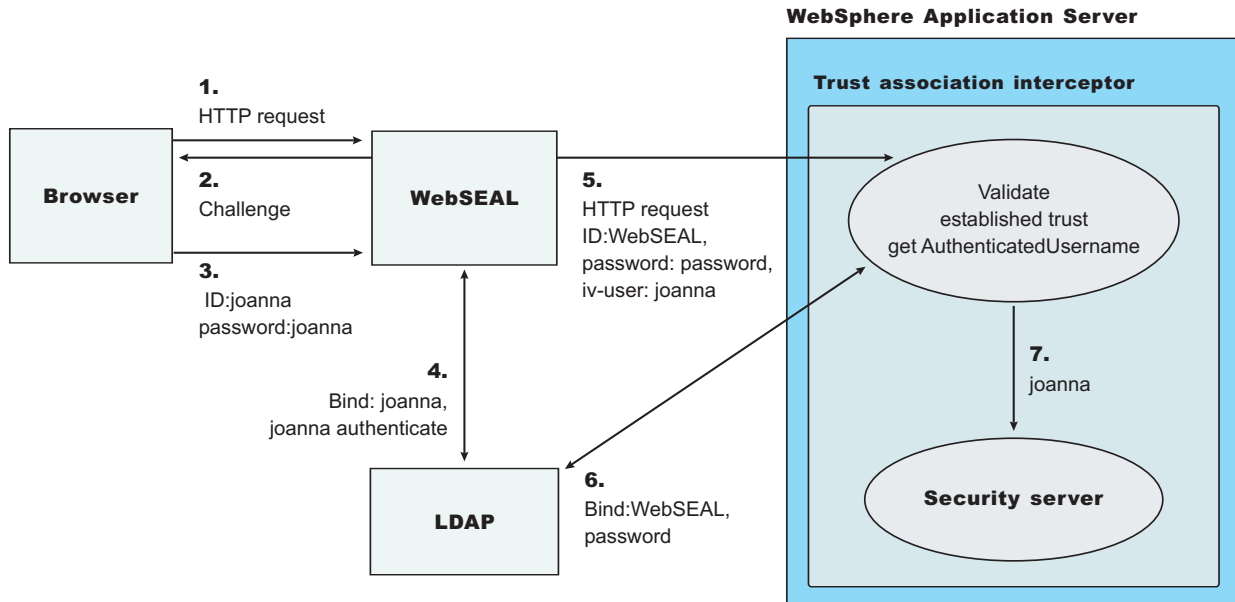 WebSphere Application Server
Trust association interceptor
1.
HTTP request
Browser
2.
Challenge
WebSEAL
3.
ID:joanna
password:joanna
4.
Bind: joanna,
joanna authenticate
LDAP
5.
HTTP request
ID:WebSEAL,
password: password,
iv-user: joanna
6.
Bind:WebSEAL,
password
Validate
established trust
get AuthenticatedUsername
7.
joanna
Security server